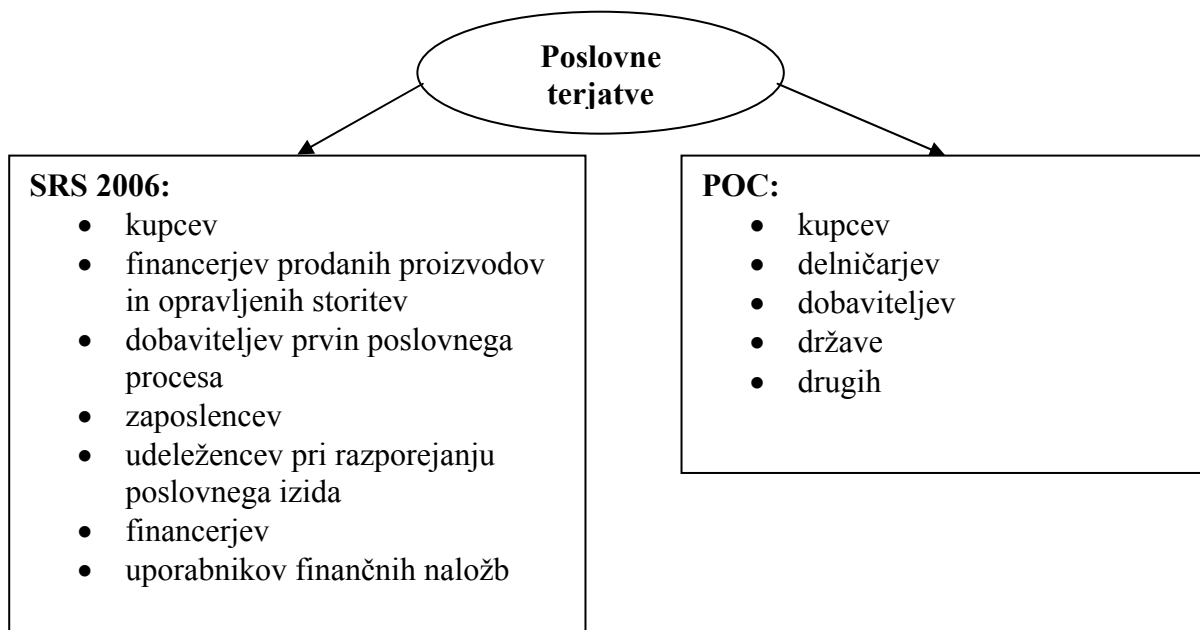 Poslovne
terjatve
SRS 2006:
• kupcev
• financerjev prodanih proizvodov
in opravljenih storitev
• dobaviteljev prvin poslovnega
procesa
• zaposlencev
• udeležencev pri razporejanju
poslovnega izida
• financerjev
• uporabnikov finančnih naložb
POC:
• kupcev
• delničarjev
• dobaviteljev
• države
• drugih